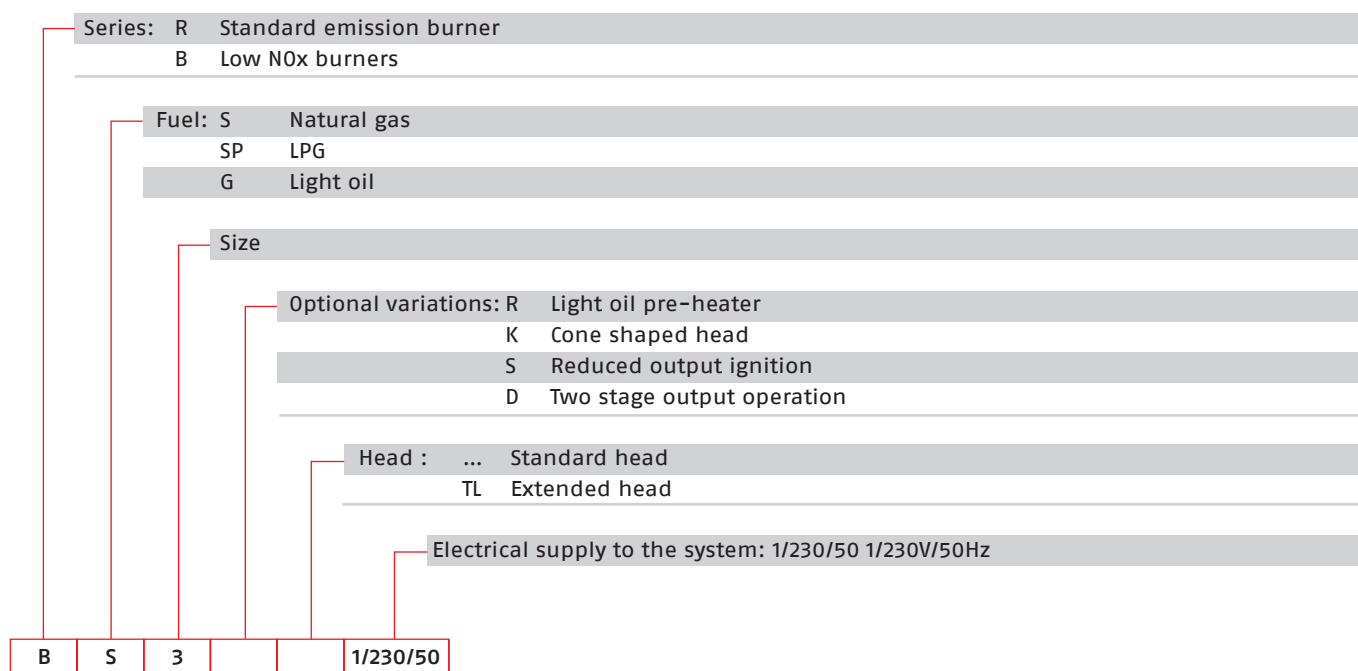 Series: R Standard emission burner
B Low N0x burners
Fuel: S Natural gas
SP LPG
G Light oil
Size
Optional variations: R Light oil pre-heater
K Cone shaped head
S Reduced output ignition
D Two stage output operation
Head : ... Standard head
TL Extended head
Electrical supply to the system: 1/230/50 1/230V/50Hz
B S 3 1/230/50